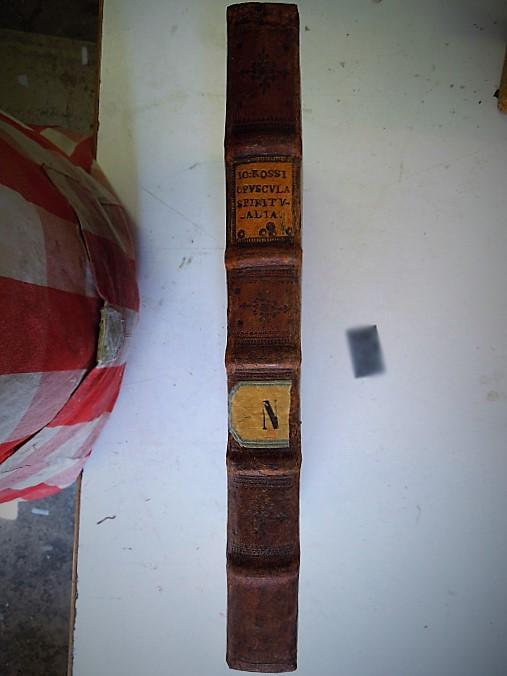 IO: ROSSI
OPVSCVLA
SPIRITV-
-ALIA.
N